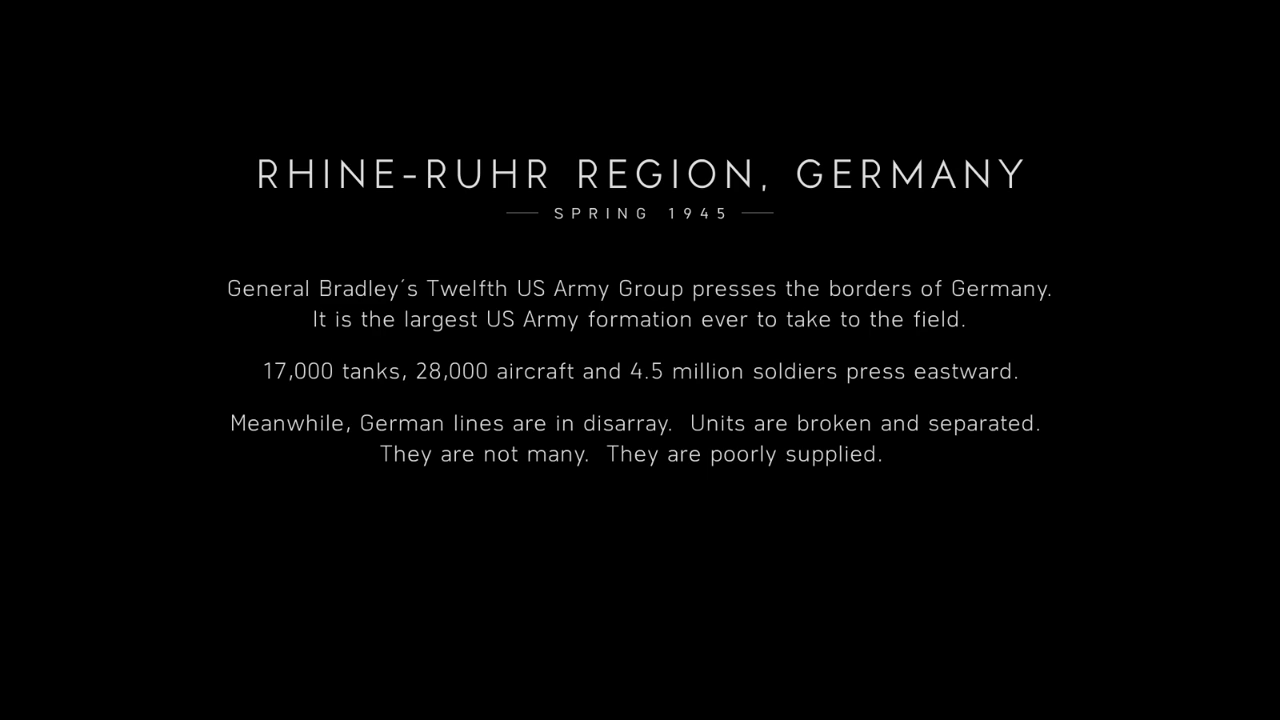 RHINE-RUHR REGION, GERMANY
SPRING 1945
General Bradley´s Twelfth US Army Group presses the borders of Germany.
It is the largest US Army formation ever to take to the field.
17,000 tanks, 28,000 aircraft and 4.5 million soldiers press eastward.
Meanwhile, German lines are in disarray.  Units are broken and separated.
They are not many.  They are poorly supplied.